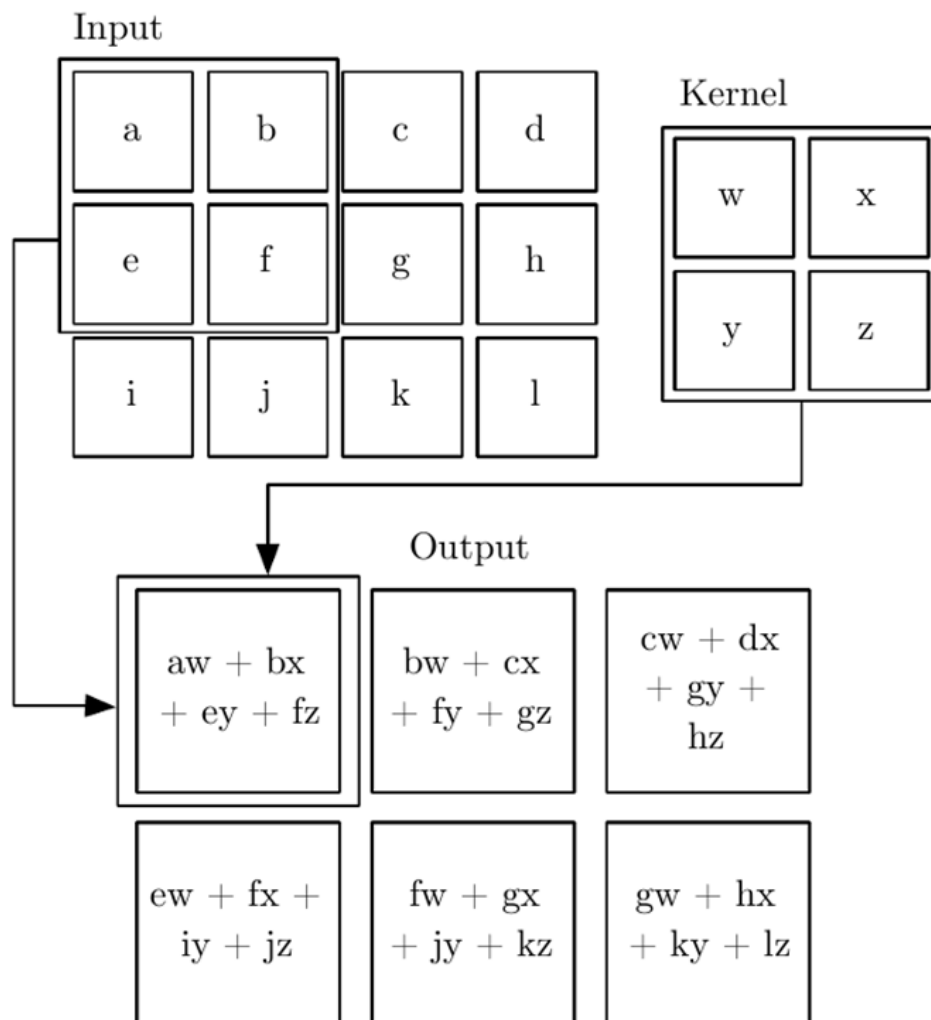 Input
Kernel
a b c d
w x
e f g h
y z
i j k l
Output
aw + bx
+ ey + fz
bw + cx
+ fy + gz
cw + dx
+ gy +
hz
ew + fx +
iy + jz
fw + gx
+ jy + kz
gw + hx
+ ky + lz